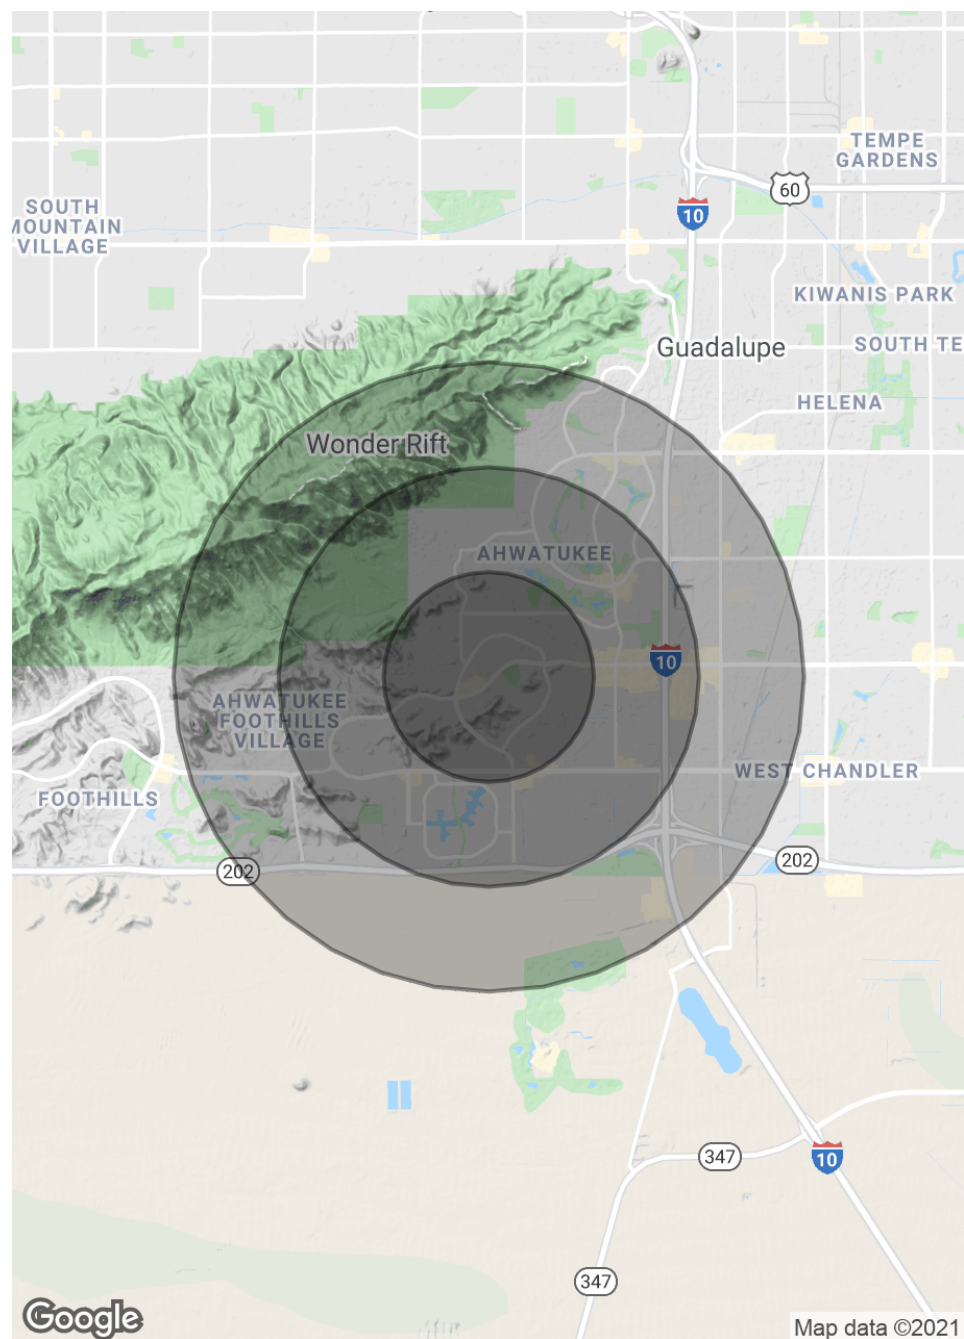 TEMPE
GARDENS
60
SOUTH
MOUNTAIN
VILLAGE
10
KIWANIS PARK
Guadalupe
SOUTH TE
HELENA
Wonder Rift
AHWATUKEE
10
AHWATUKEE
FOOTHILLS
VILLAGE
WEST CHANDLER
FOOTHILLS
202
202
347
10
347
Google
Map data ©2021